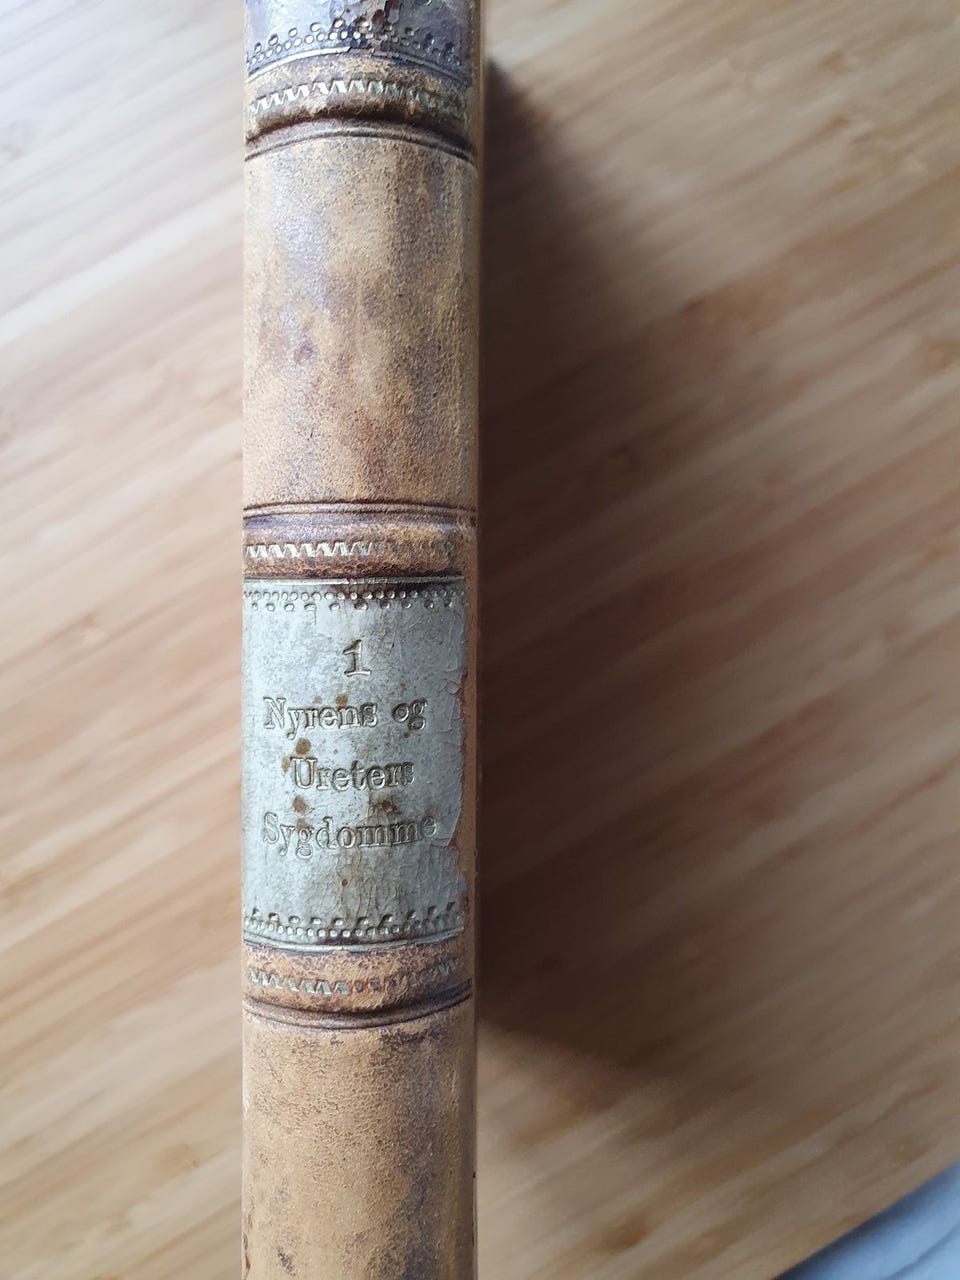 1
Nyrens og
Ureters
Sygdomme